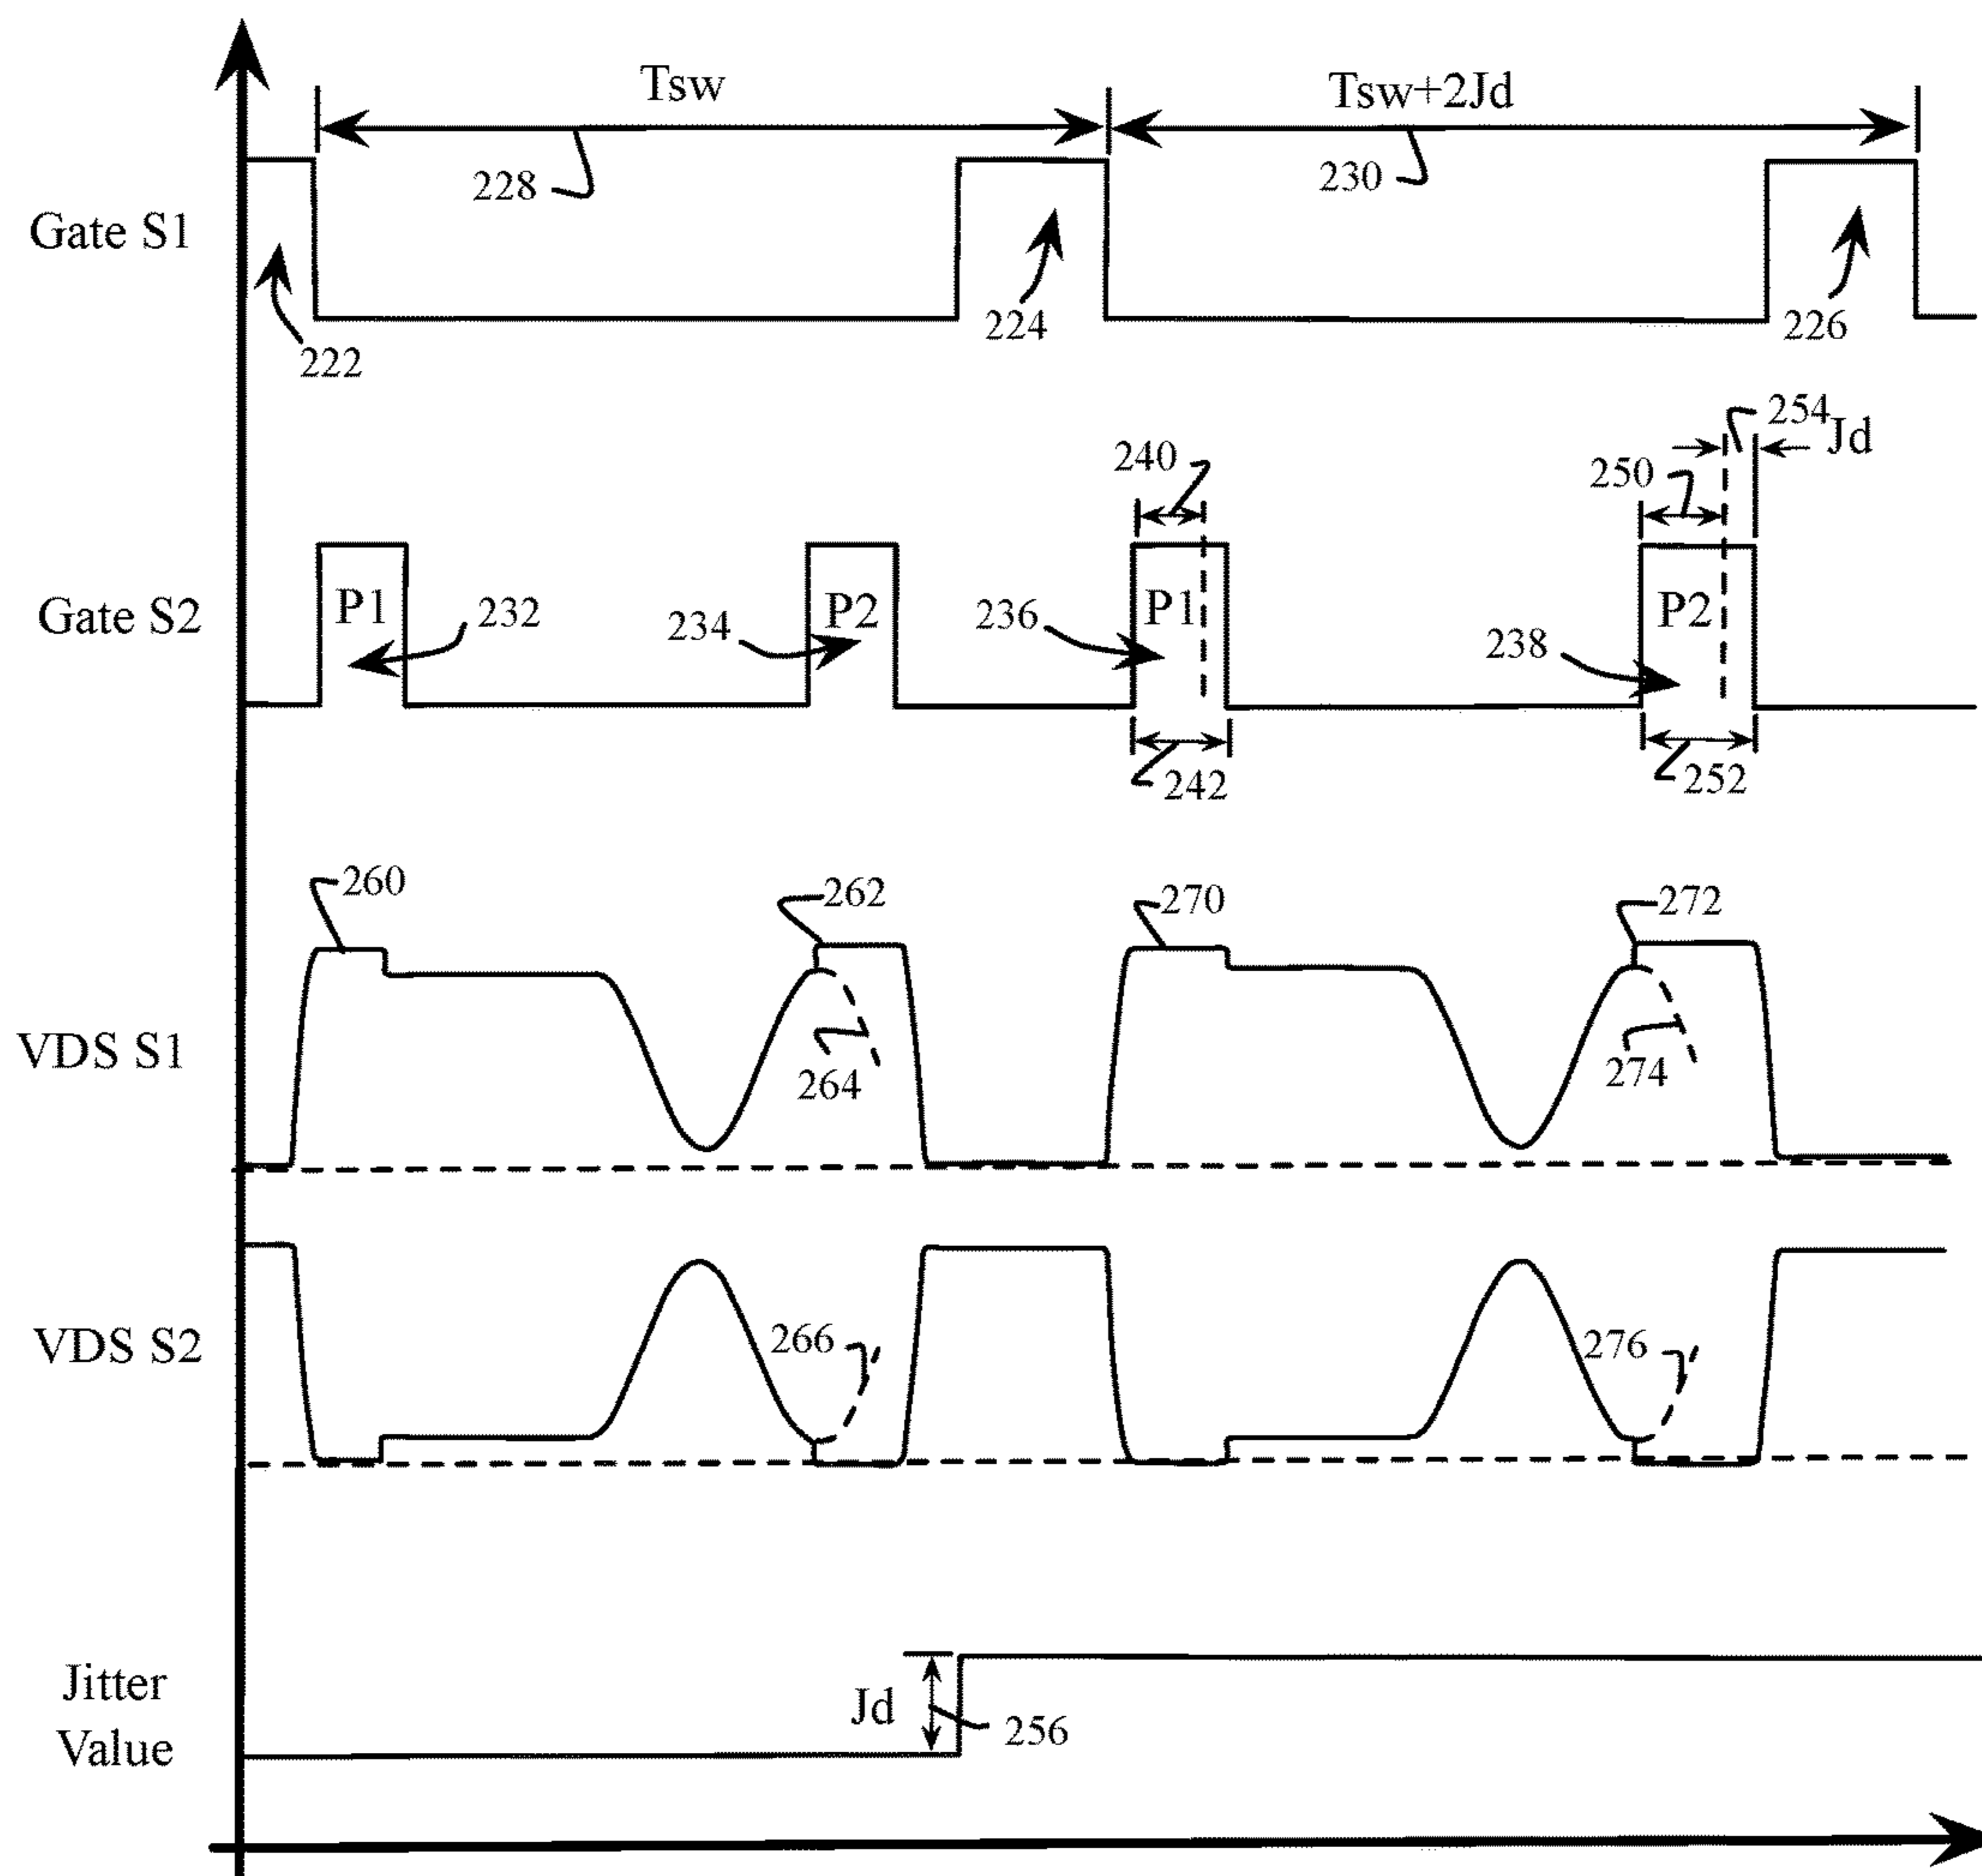 Tsw
Tsw+2Jd
228
230
Gate S1
222
224
226
254
Jd
240
250
Gate S2
P1
232
234
P2
236
P1
238
P2
242
252
260
262
270
272
VDS S1
264
274
VDS S2
266
276
Jitter
Value
Jd
256